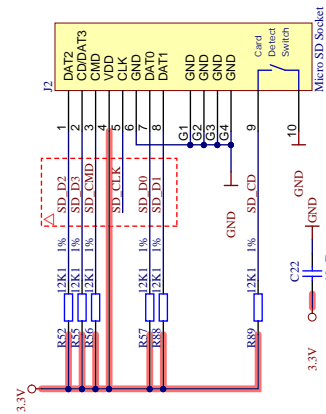 J2
Micro SD Socket
DAT2
CD/DAT3
CMD
VDD
CLK
GND
DAT0
DAT1
GND
GND
GND
GND
Card
Detect
Switch
1
2
3
4
5
6
7
8
G1
G2
G3
G4
9
10
SD_D2
SD_D3
SD_CMD
SD_CLK
SD_D0
SD_D1
SD_CD
GND
GND
GND
R52 12K1 1%
R55 12K1 1%
R56 12K1 1%
R57 12K1 1%
R88 12K1 1%
R89 12K1 1%
3.3V
C22
3.3V